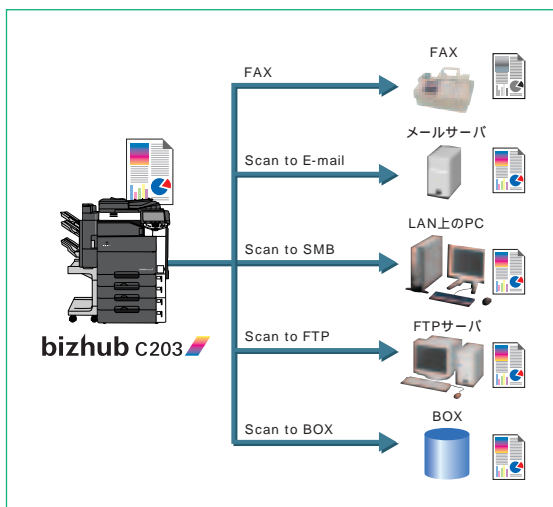 FAX
FAX
メールサーバ
Scan to E-mail
LAN上のPC
Scan to SMB
FTPサーバ
Scan to FTP
BOX
Scan to BOX
bizhub C203